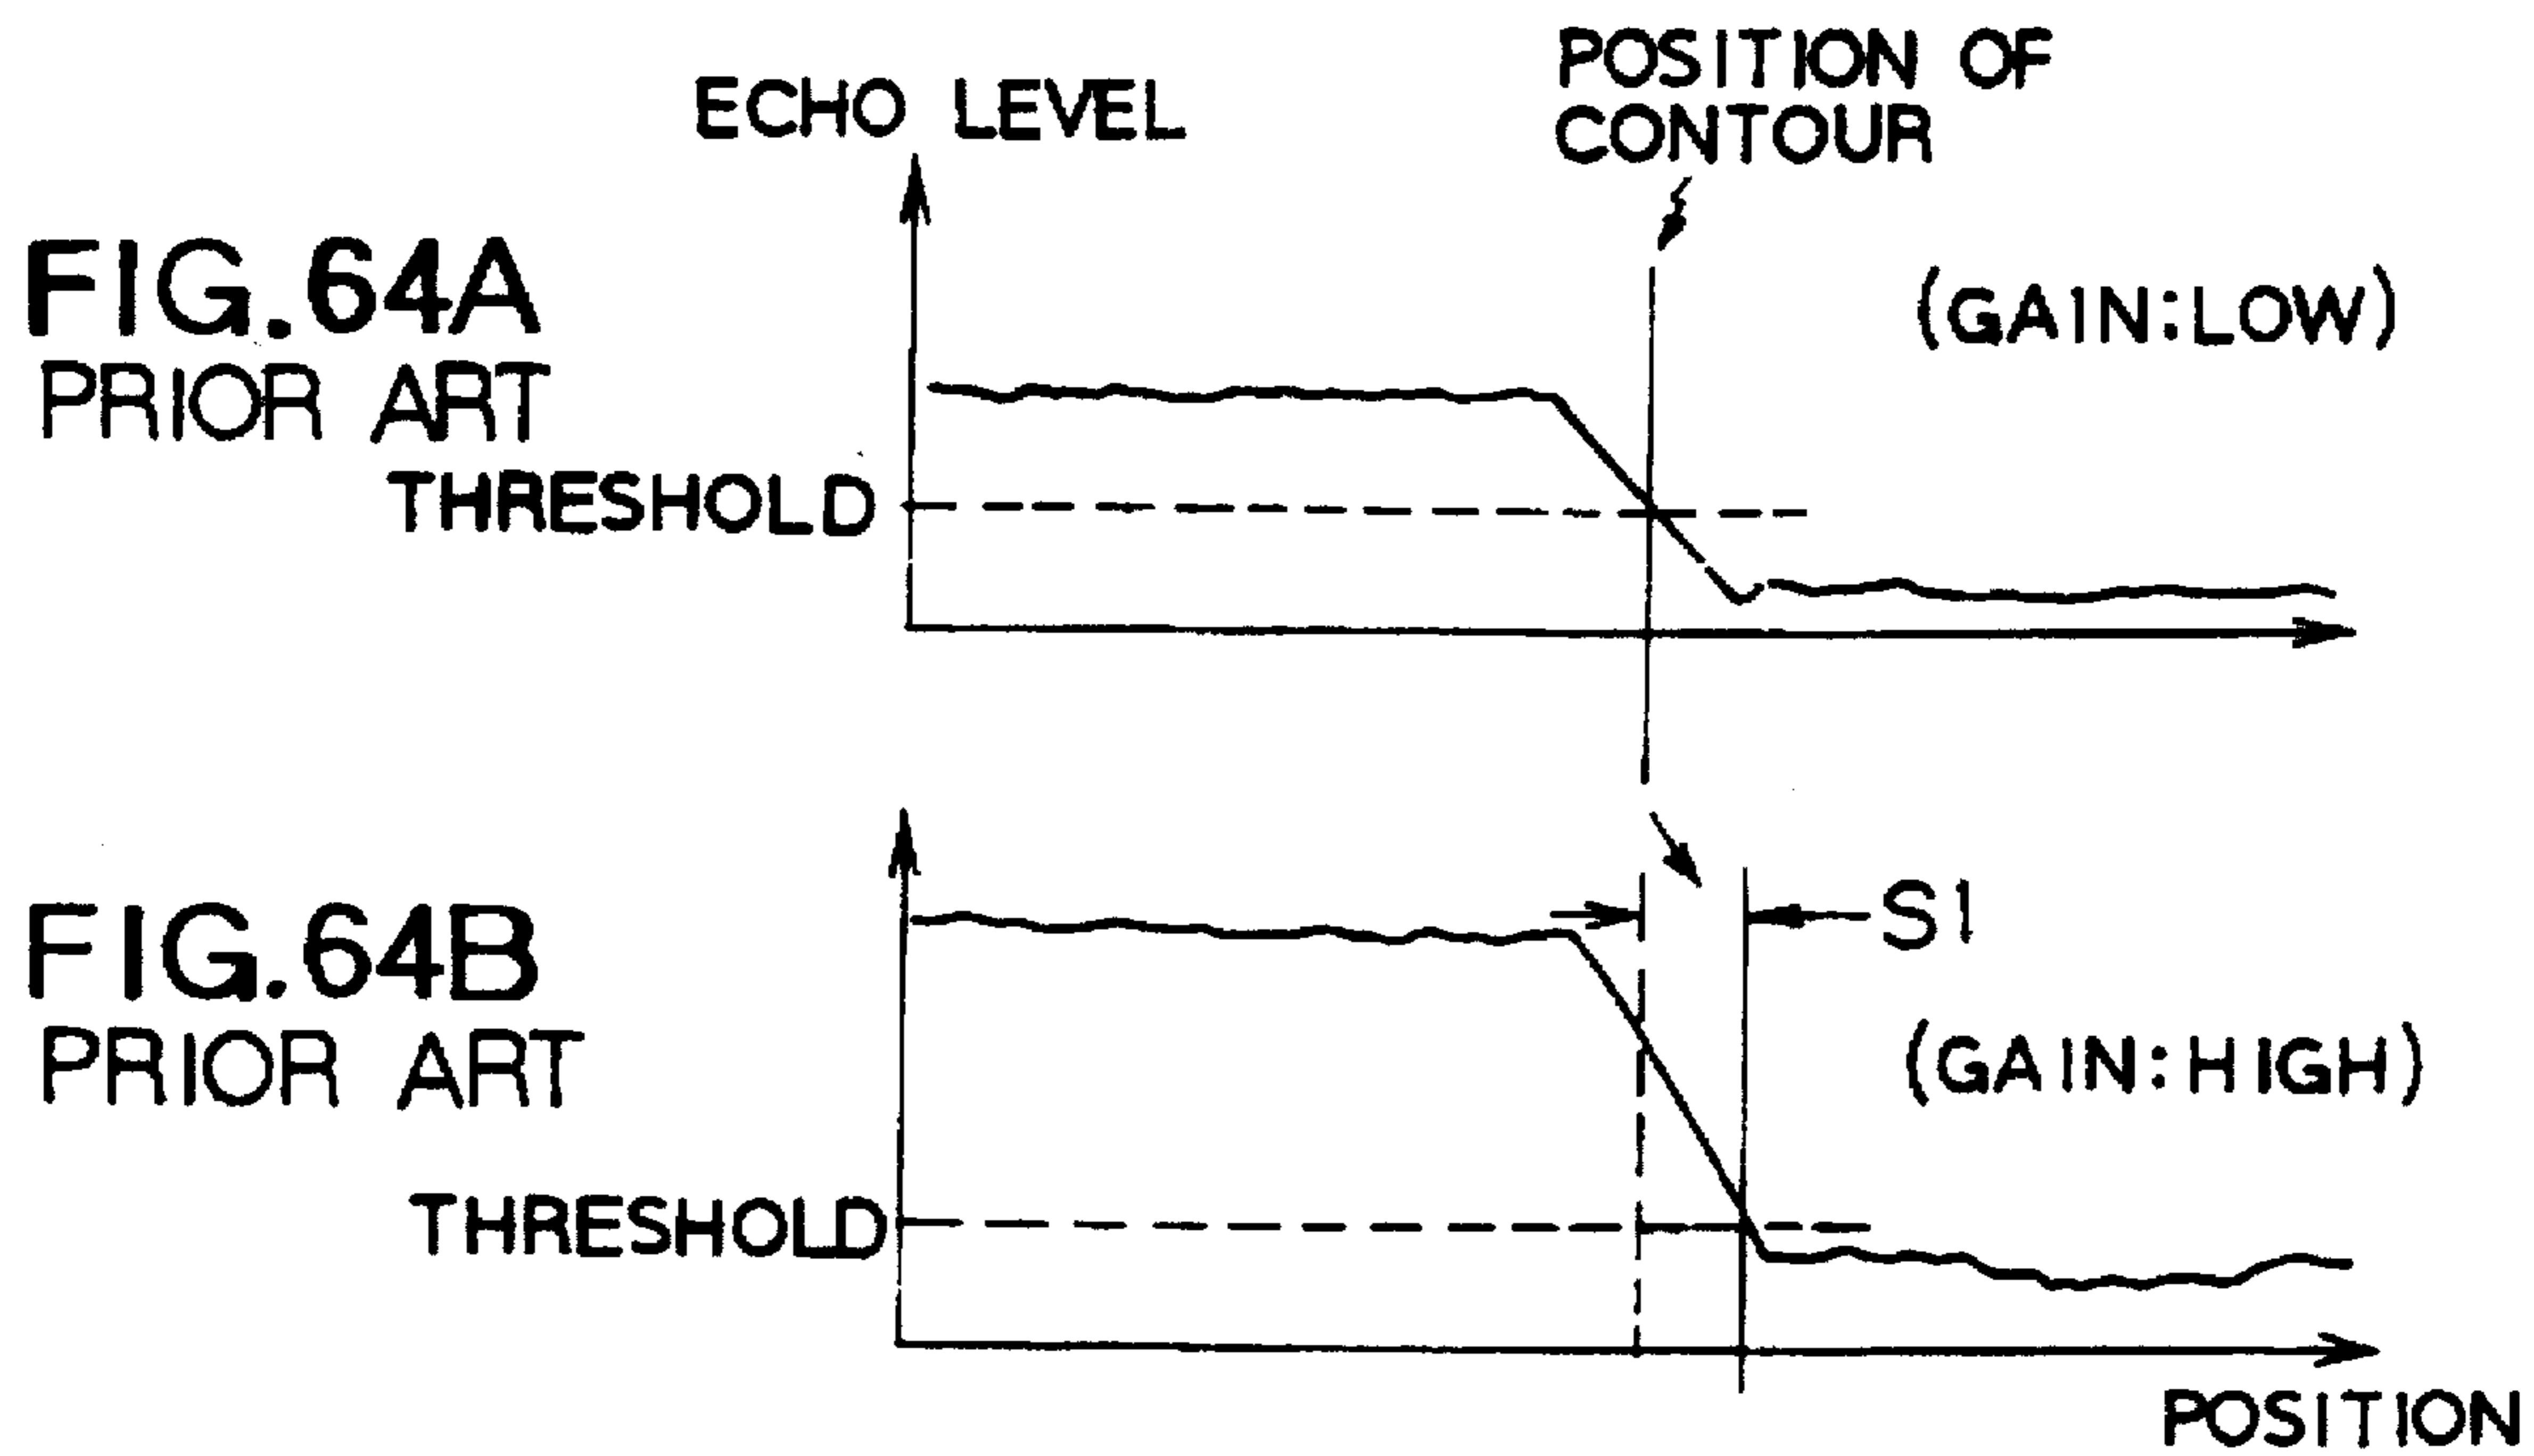 ECHO LEVEL
POSITION OF
CONTOUR
FIG.64A
PRIOR ART
(GAIN:LOW)
THRESHOLD
FIG.64B
PRIOR ART
S1
(GAIN:HIGH)
THRESHOLD
POSITION